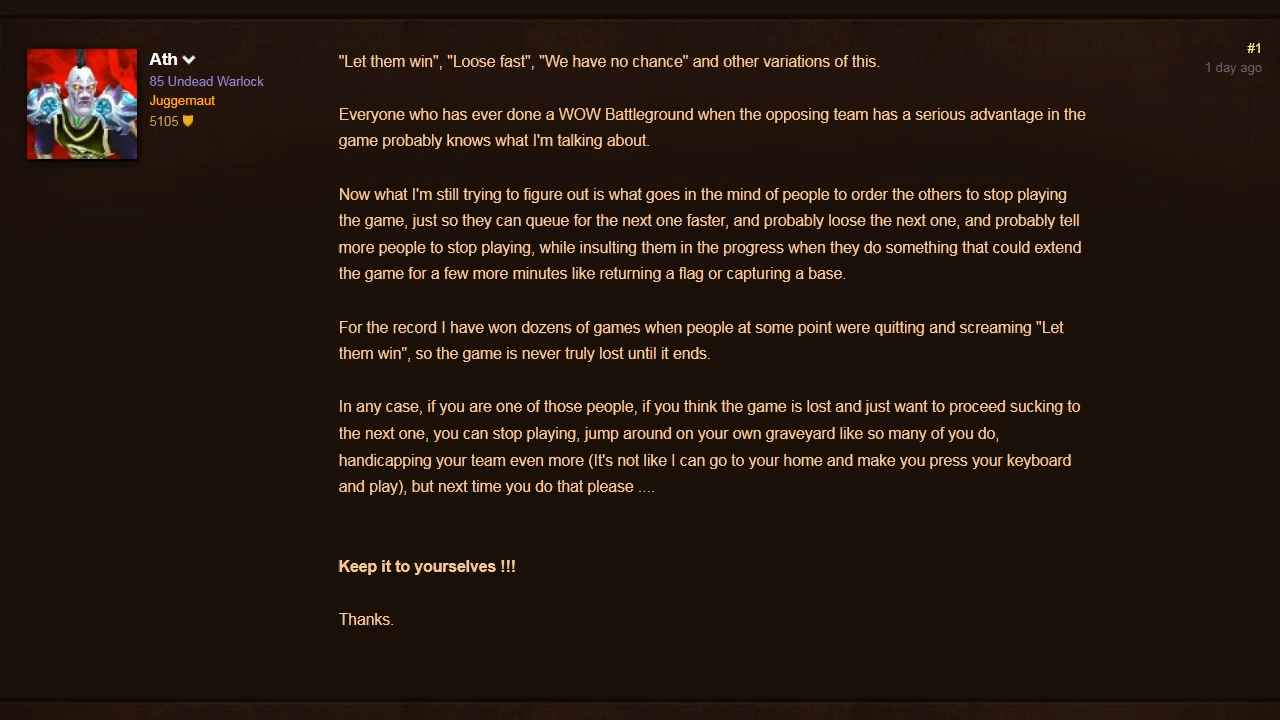 Ath
85 Undead Warlock
Juggernaut
5105
#1
1 day ago
"Let them win", "Loose fast", "We have no chance" and other variations of this.
Everyone who has ever done a WOW Battleground when the opposing team has a serious advantage in the
game probably knows what I'm talking about.
Now what I'm still trying to figure out is what goes in the mind of people to order the others to stop playing
the game, just so they can queue for the next one faster, and probably loose the next one, and probably tell
more people to stop playing, while insulting them in the progress when they do something that could extend
the game for a few more minutes like returning a flag or capturing a base.
For the record I have won dozens of games when people at some point were quitting and screaming "Let
them win", so the game is never truly lost until it ends.
In any case, if you are one of those people, if you think the game is lost and just want to proceed sucking to
the next one, you can stop playing, jump around on your own graveyard like so many of you do,
handicapping your team even more (It's not like I can go to your home and make you press your keyboard
and play), but next time you do that please ....
Keep it to yourselves !!!
Thanks.